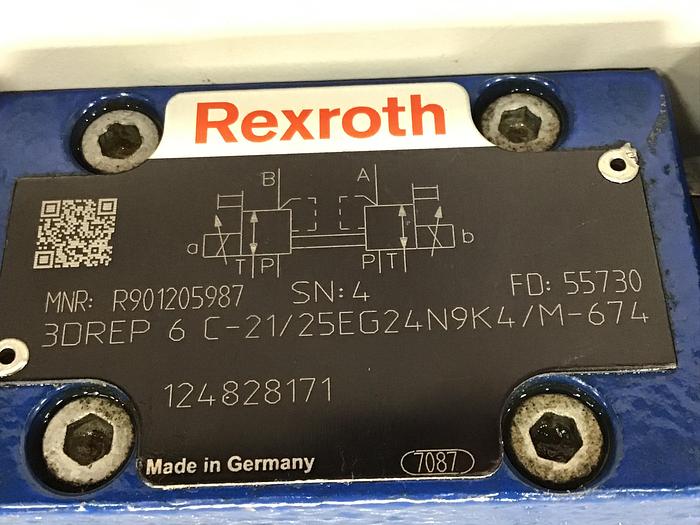 Rexroth
B A
a b
T P P T
MNR: R901205987 SN: 4 FD: 55730
3DREP 6 C-21/25EG24N9K4/M-674
124828171
Made in Germany 7087